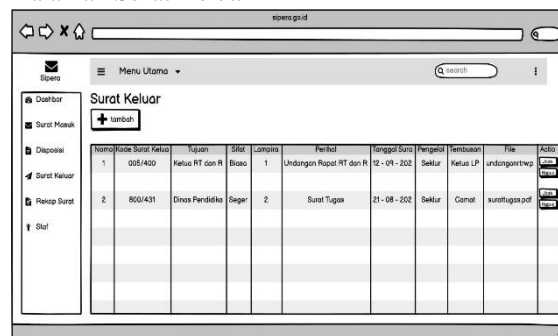 sipera.go.id
Sipera
Menu Utama
search
Dashbor
Surat Masuk
Disposisi
Surat Keluar
Rekap Surat
Staf
Surat Keluar
tambah
Nomo Kode Surat Kelua Tujuan Sifat Lampira Perihal Tanggal Sura Pengelol Tembusan File Actio
1 005/400 Ketua RT dan R Biasa 1 Undangan Rapat RT dan R 12 - 09 - 202 Seklur Ketua LP undanganrtwp
2 800/431 Dinas Pendidika Seger 2 Surat Tugas 21 - 08 - 202 Seklur Camat surattugas.pdf